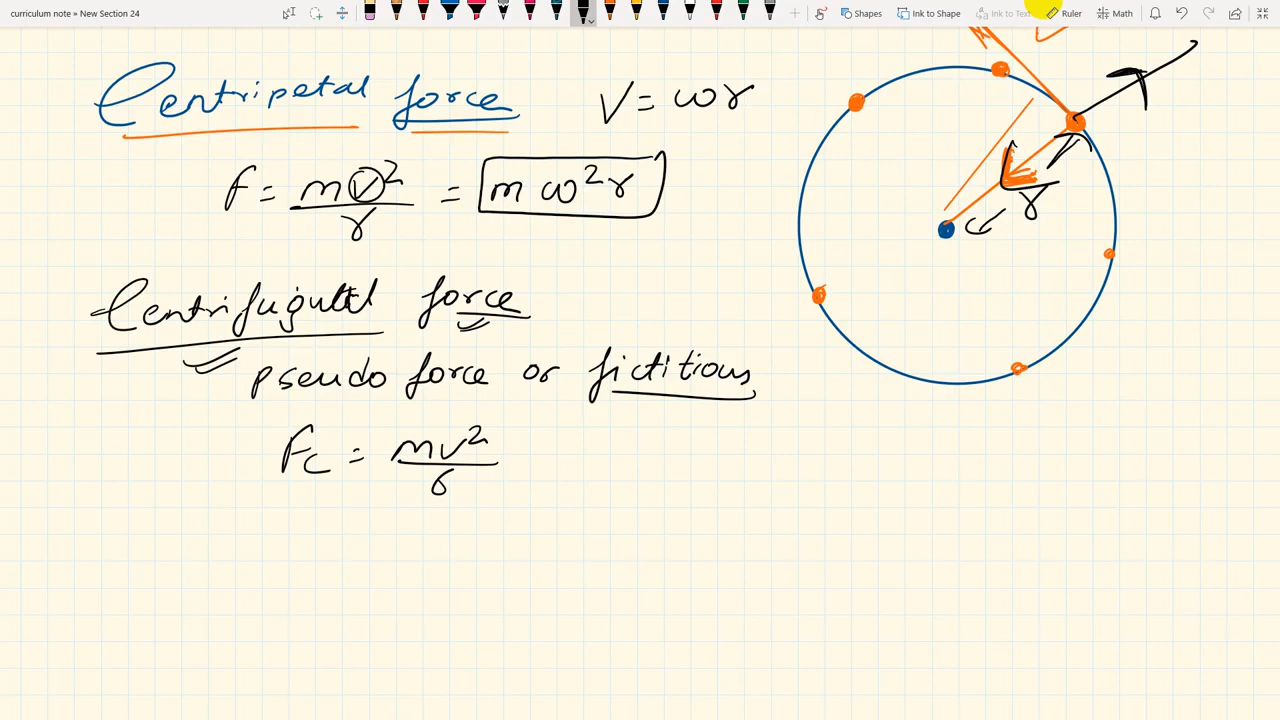 curriculum note » New Section 24
Shapes Ink to Shape Ink to Text Ruler Math
Centripetal force V = ωr
F = mv²/r = mω²r
Centrifugal force
pseudo force or fictitious
Fc = mv²/r
r